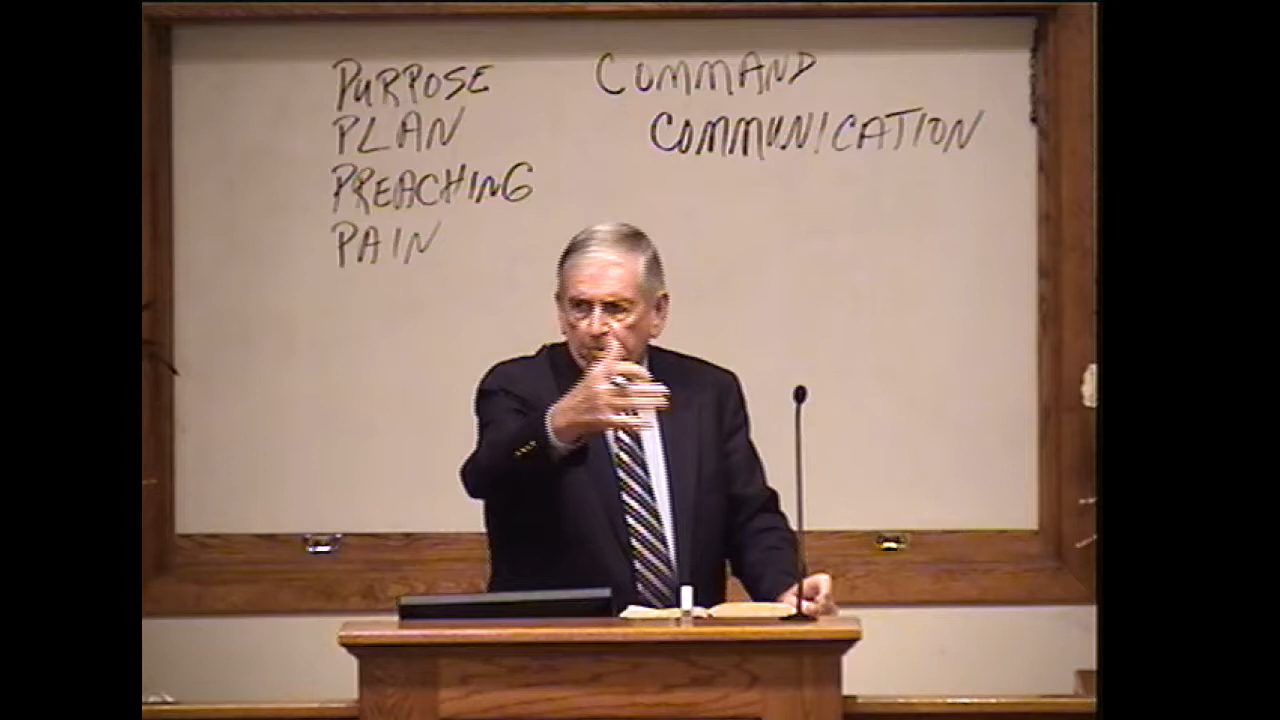 PURPOSE
PLAN
PREACHING
PAIN
COMMAND
COMMUNICATION